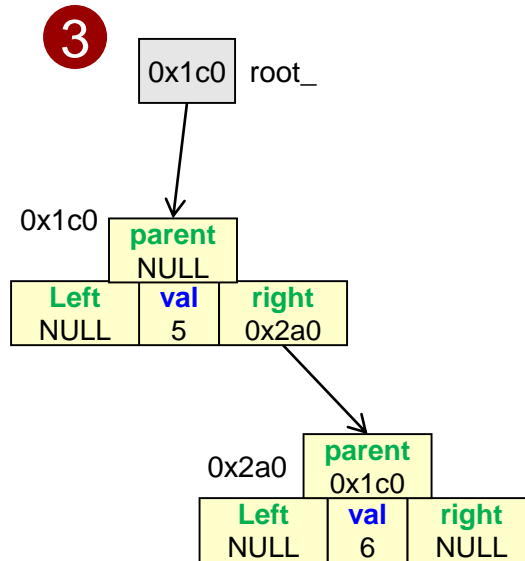 3
0x1c0 root_
0x1c0
parent
NULL
Left val right
NULL 5 0x2a0
0x2a0
parent
0x1c0
Left val right
NULL 6 NULL